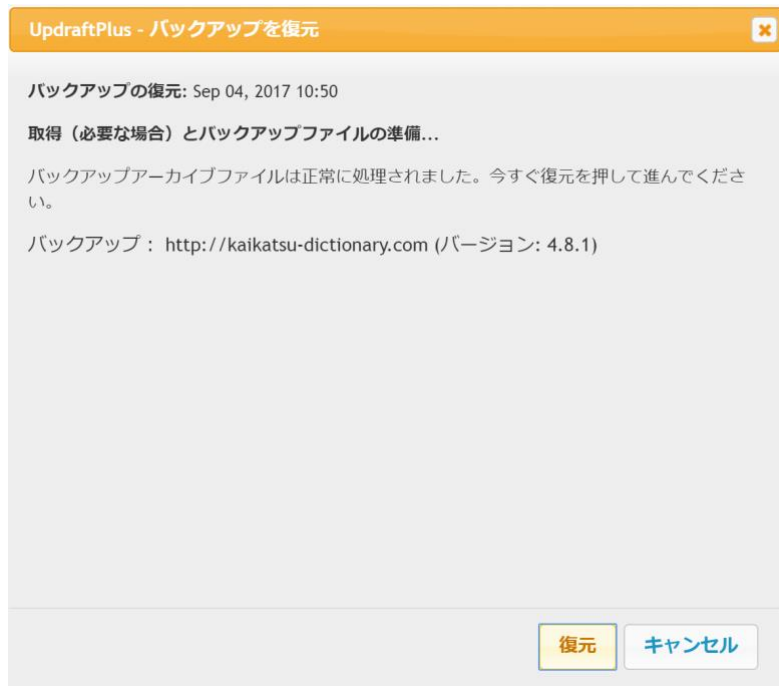 UpdraftPlus - バックアップを復元
バックアップの復元: Sep 04, 2017 10:50
取得（必要な場合）とバックアップファイルの準備...
バックアップアーカイブファイルは正常に処理されました。今すぐ復元を押して進んでくださ
い。
バックアップ： http://kaikatsu-dictionary.com (バージョン: 4.8.1)
復元 キャンセル